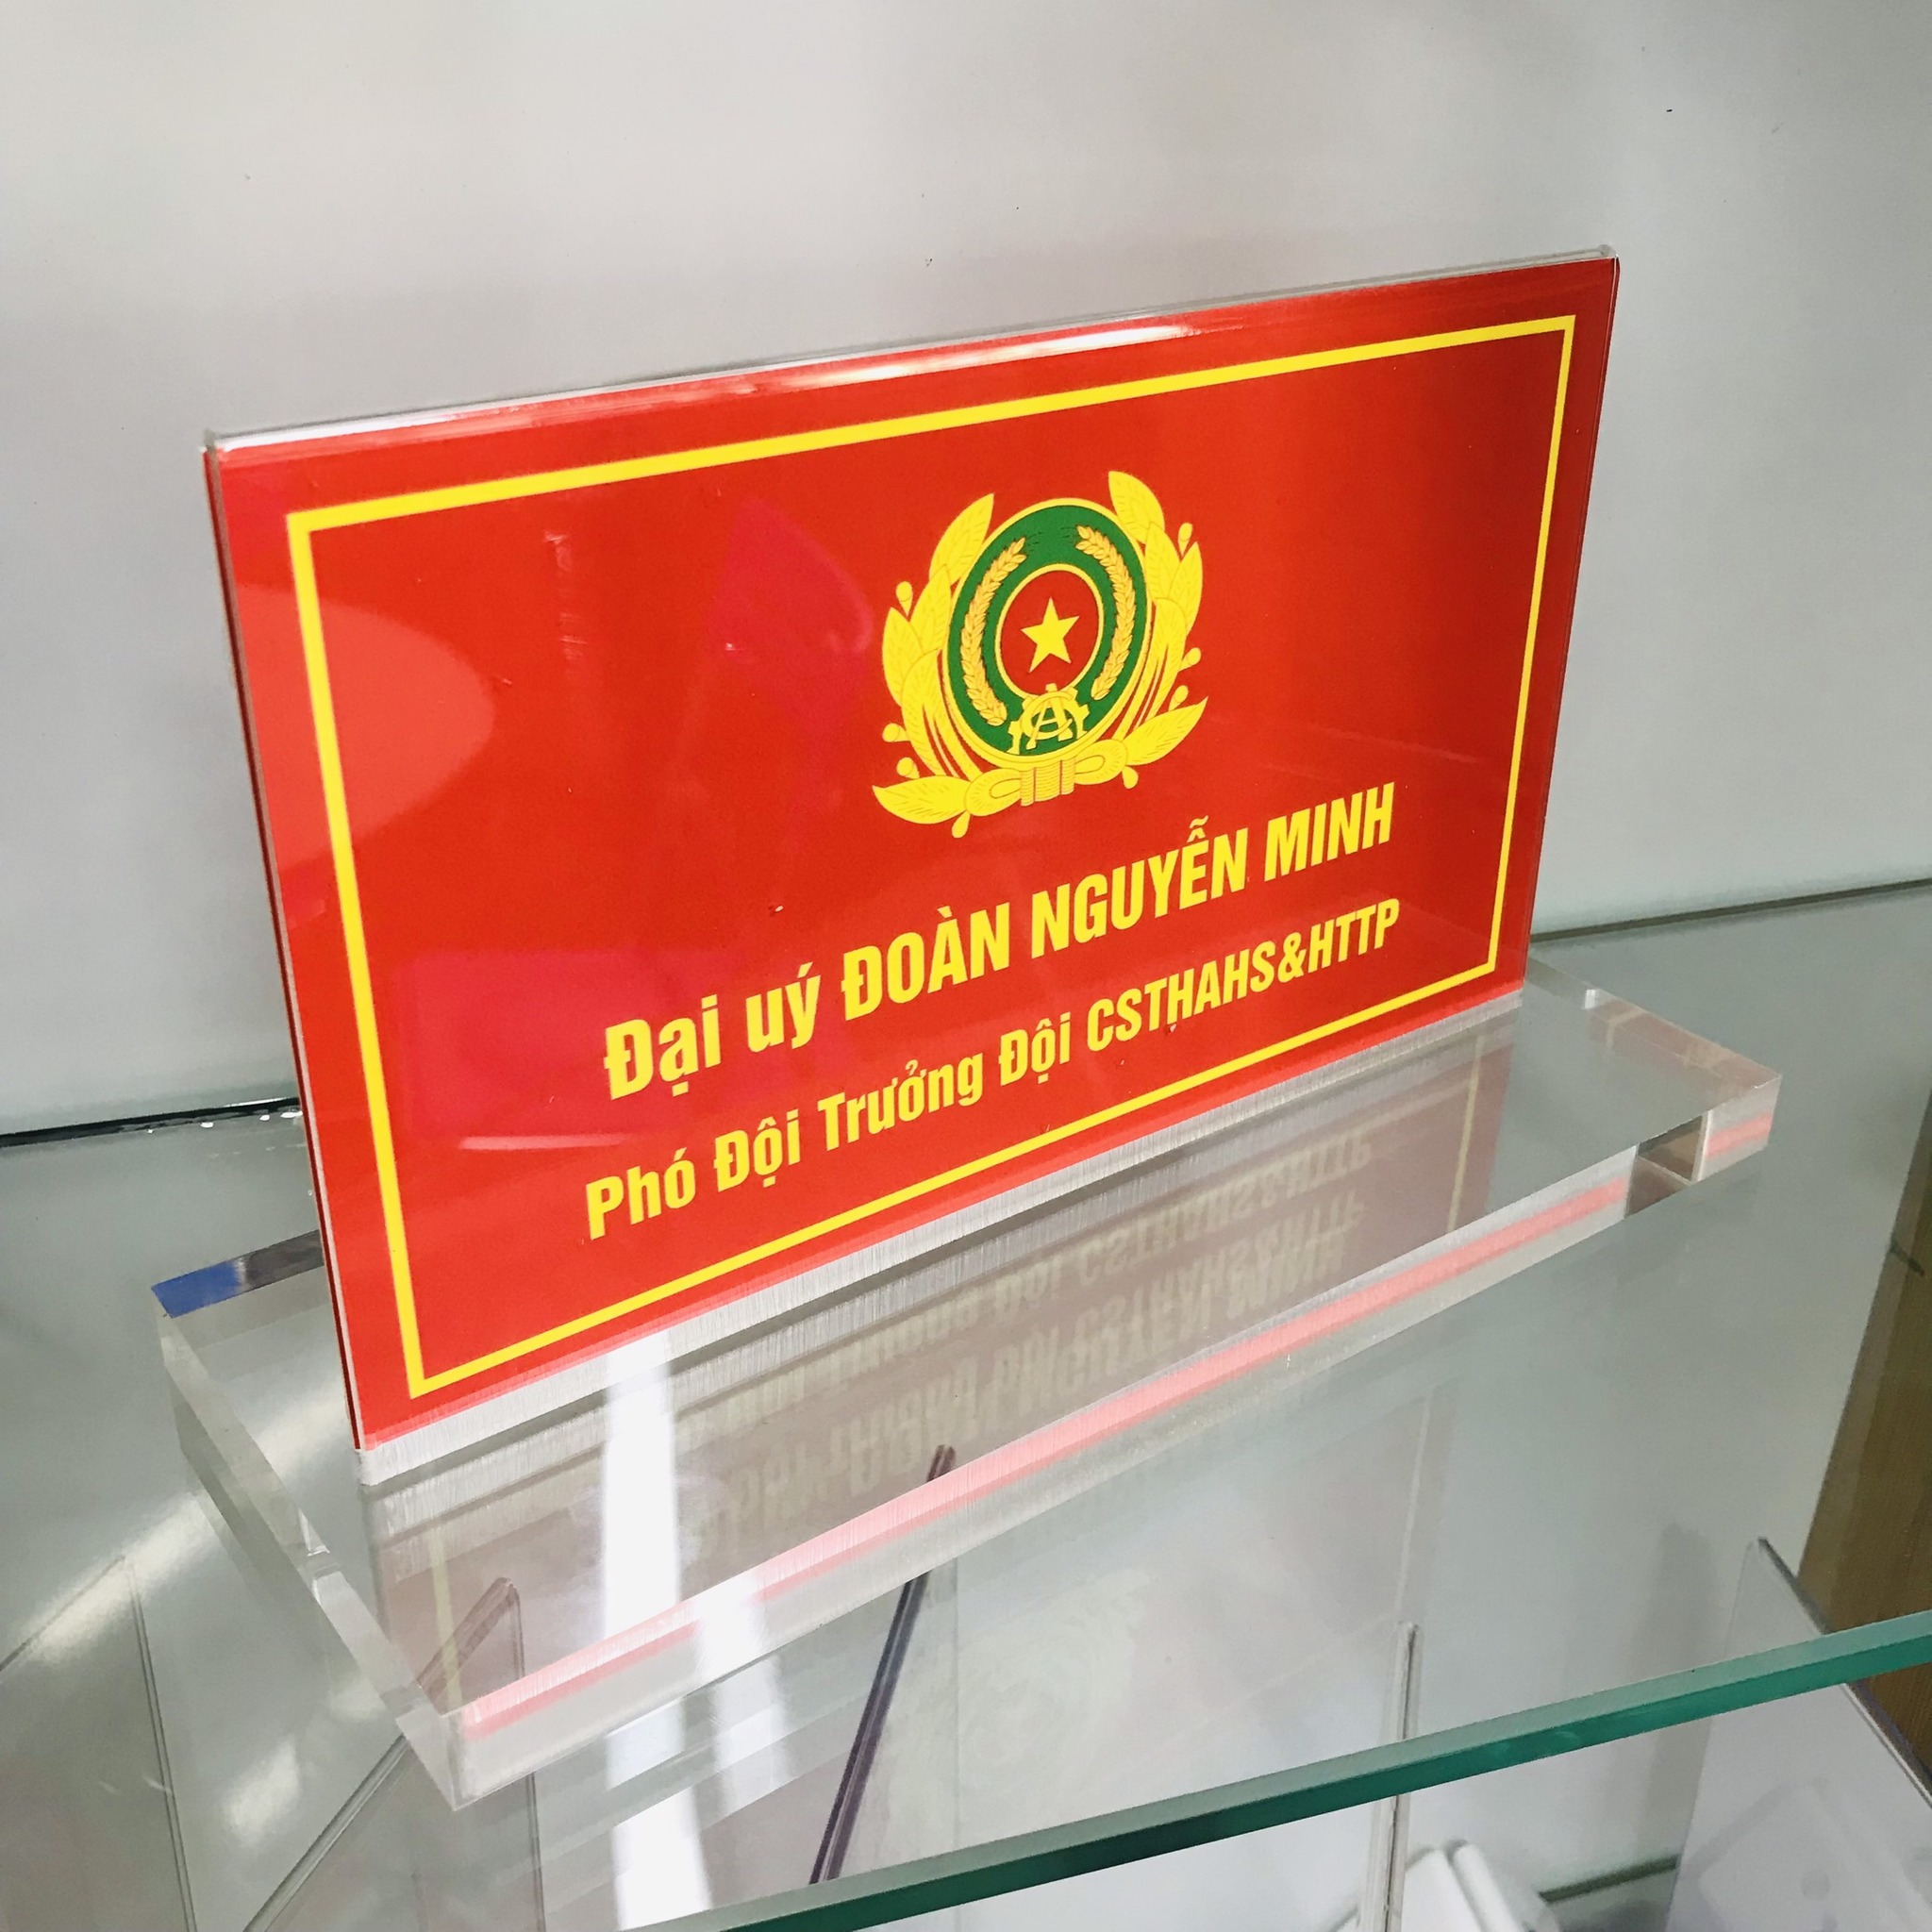 Đại uý ĐOÀN NGUYỄN MINH
Phó Đội Trưởng Đội CSTHAHS&HTTP